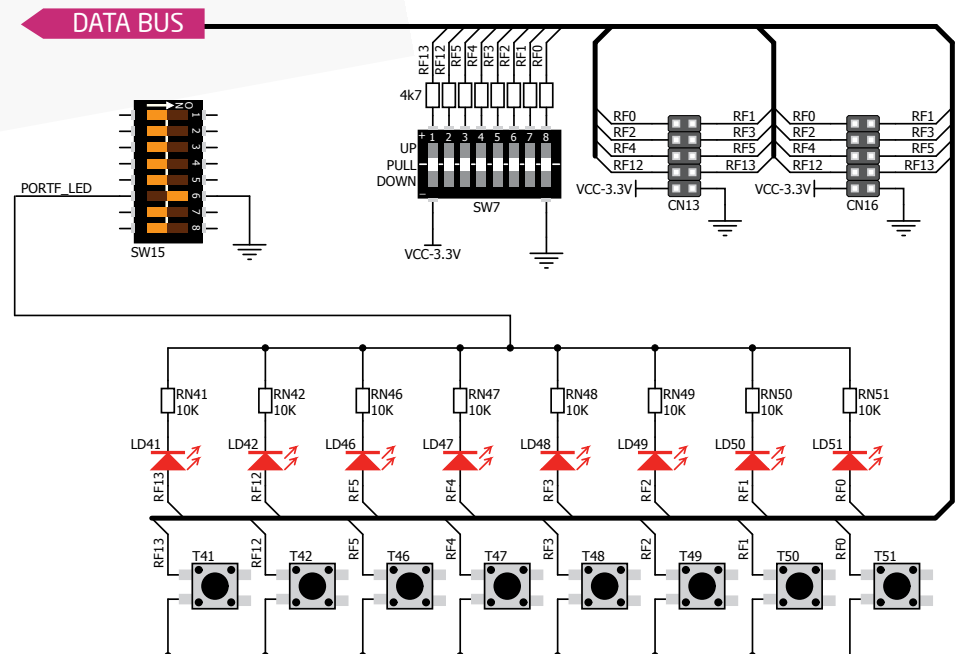 DATA BUS
RF13
RF12
RF5
RF4
RF3
RF2
RF1
RF0
4k7
+ 1 2 3 4 5 6 7 8
UP
PULL
DOWN
−
SW7
VCC-3.3V
ON
1
2
3
4
5
6
7
8
PORTF_LED
SW15
RF0 RF1
RF2 RF3
RF4 RF5
RF12 RF13
VCC-3.3V
CN13
RF0 RF1
RF2 RF3
RF4 RF5
RF12 RF13
VCC-3.3V
CN16
RN41 RN42 RN46 RN47 RN48 RN49 RN50 RN51
10K 10K 10K 10K 10K 10K 10K 10K
LD41 LD42 LD46 LD47 LD48 LD49 LD50 LD51
RF13 RF12 RF5 RF4 RF3 RF2 RF1 RF0
RF13 RF12 RF5 RF4 RF3 RF2 RF1 RF0
T41 T42 T46 T47 T48 T49 T50 T51